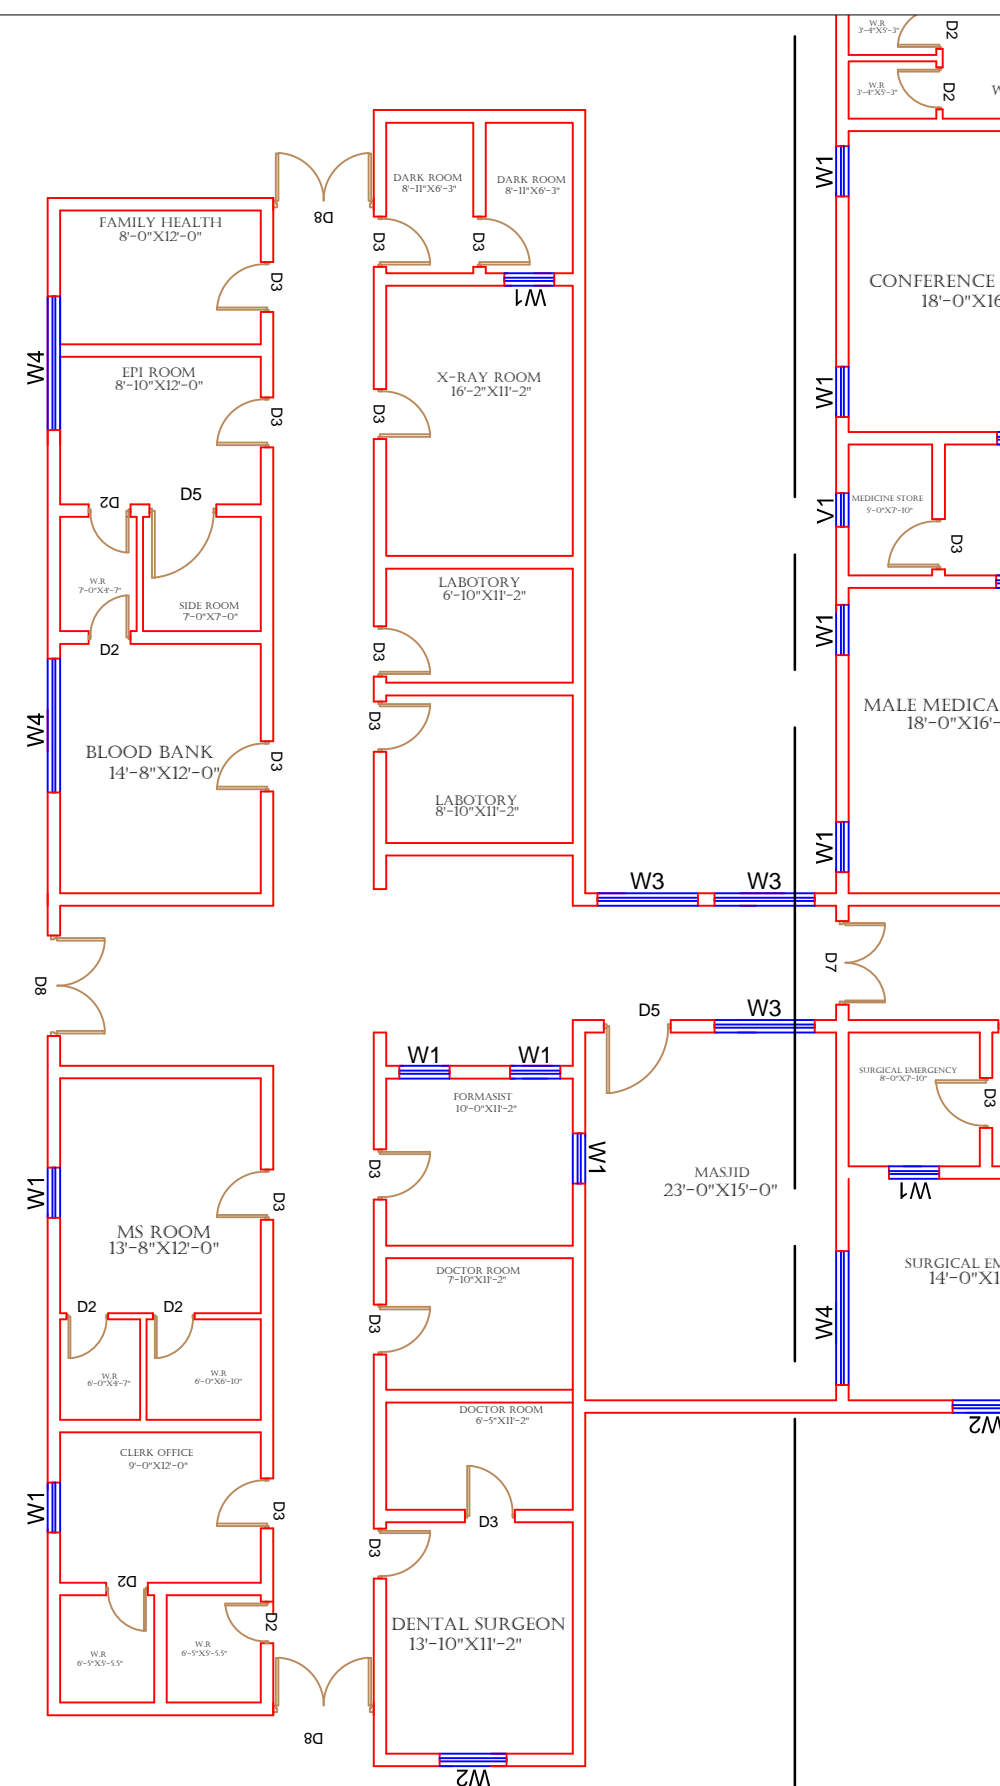 W.R
3'-4"X5'-3"
D2
W.R
3'-4"X5'-3"
D2
W1
DARK ROOM
8'-11"X6'-3"
DARK ROOM
8'-11"X6'-3"
D8
FAMILY HEALTH
8'-0"X12'-0"
D3
D3
D3
W1
CONFERENCE
18'-0"X16
W4
EPI ROOM
8'-10"X12'-0"
D3
X-RAY ROOM
16'-2"X11'-2"
D3
W1
D2
D5
MEDICINE STORE
5'-0"X7'-10"
V1
D3
W.R
7'-0"X4'-7"
SIDE ROOM
7'-0"X7'-0"
LABOTORY
6'-10"X11'-2"
D3
W1
D2
W4
D3
MALE MEDICA
18'-0"X16'-
BLOOD BANK
14'-8"X12'-0"
D3
LABOTORY
8'-10"X11'-2"
W1
W3
W3
D8
D7
D5
W3
W1
W1
FORMASIST
10'-0"X11'-2"
SURGICAL EMERGENCY
8'-0"X7'-10"
D3
W1
D3
W1
MASJID
23'-0"X15'-0"
W1
D3
MS ROOM
13'-8"X12'-0"
DOCTOR ROOM
7'-10"X11'-2"
SURGICAL EM
14'-0"X1
D2
D2
D3
W4
W.R
6'-0"X4'-7"
W.R
6'-0"X6'-10"
DOCTOR ROOM
6'-5"X11'-2"
W2
CLERK OFFICE
9'-0"X12'-0"
W1
D3
D3
D3
D2
D2
DENTAL SURGEON
13'-10"X11'-2"
W.R
6'-5"X5'-5.5"
W.R
6'-5"X5'-5.5"
D8
W2